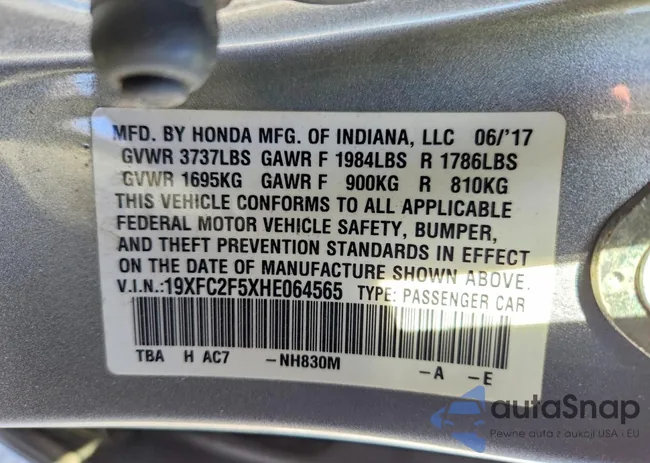 MFD. BY HONDA MFG. OF INDIANA, LLC 06/'17
GVWR 3737LBS GAWR F 1984LBS R 1786LBS
GVWR 1695KG GAWR F 900KG R 810KG
THIS VEHICLE CONFORMS TO ALL APPLICABLE
FEDERAL MOTOR VEHICLE SAFETY, BUMPER,
AND THEFT PREVENTION STANDARDS IN EFFECT
ON THE DATE OF MANUFACTURE SHOWN ABOVE.
V.I.N.:19XFC2F5XHE064565 TYPE: PASSENGER CAR
TBA H AC7 -NH830M -A -E
autaSnap
Pewne auta z aukcji USA i EU